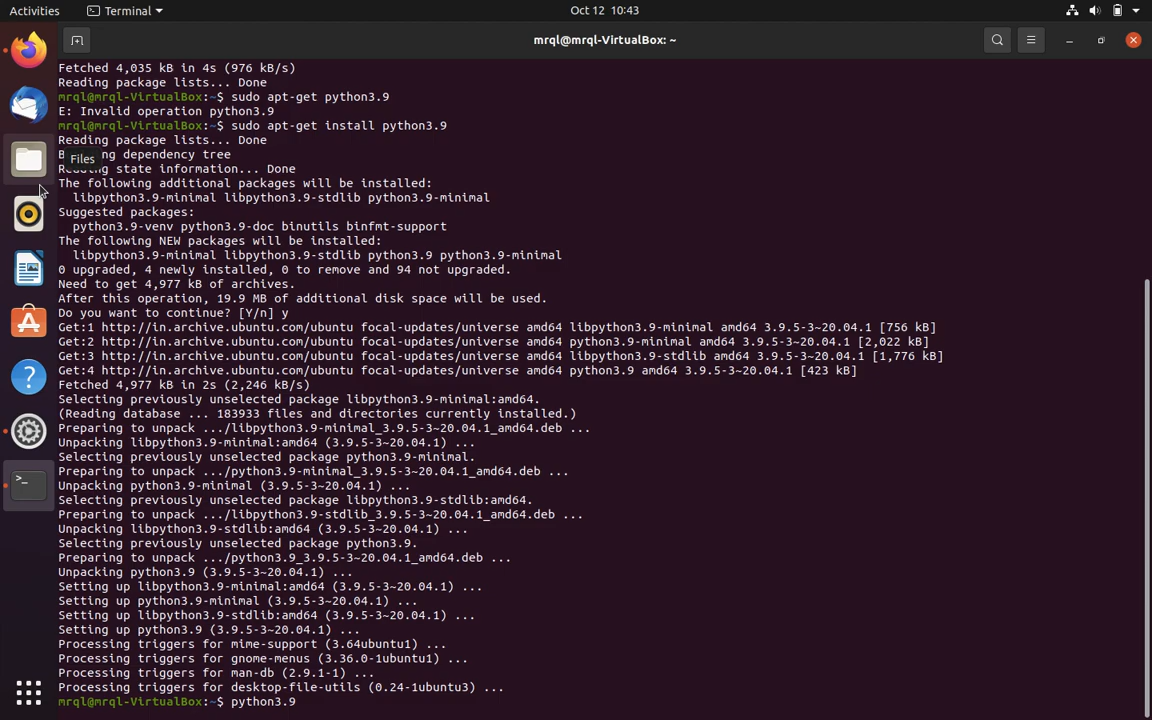 Activities
Terminal
Oct 12 10:43
mrql@mrql-VirtualBox: ~
Fetched 4,035 kB in 4s (976 kB/s)
Reading package lists... Done
mrql@mrql-VirtualBox:~$ sudo apt-get python3.9
E: Invalid operation python3.9
mrql@mrql-VirtualBox:~$ sudo apt-get install python3.9
Reading package lists... Done
B ng dependency tree
Files
Reading state information... Done
The following additional packages will be installed:
libpython3.9-minimal libpython3.9-stdlib python3.9-minimal
Suggested packages:
python3.9-venv python3.9-doc binutils binfmt-support
The following NEW packages will be installed:
libpython3.9-minimal libpython3.9-stdlib python3.9 python3.9-minimal
0 upgraded, 4 newly installed, 0 to remove and 94 not upgraded.
Need to get 4,977 kB of archives.
After this operation, 19.9 MB of additional disk space will be used.
Do you want to continue? [Y/n] y
Get:1 http://in.archive.ubuntu.com/ubuntu focal-updates/universe amd64 libpython3.9-minimal amd64 3.9.5-3~20.04.1 [756 kB]
Get:2 http://in.archive.ubuntu.com/ubuntu focal-updates/universe amd64 python3.9-minimal amd64 3.9.5-3~20.04.1 [2,022 kB]
Get:3 http://in.archive.ubuntu.com/ubuntu focal-updates/universe amd64 libpython3.9-stdlib amd64 3.9.5-3~20.04.1 [1,776 kB]
Get:4 http://in.archive.ubuntu.com/ubuntu focal-updates/universe amd64 python3.9 amd64 3.9.5-3~20.04.1 [423 kB]
Fetched 4,977 kB in 2s (2,246 kB/s)
Selecting previously unselected package libpython3.9-minimal:amd64.
(Reading database ... 183933 files and directories currently installed.)
Preparing to unpack .../libpython3.9-minimal_3.9.5-3~20.04.1_amd64.deb ...
Unpacking libpython3.9-minimal:amd64 (3.9.5-3~20.04.1) ...
Selecting previously unselected package python3.9-minimal.
Preparing to unpack .../python3.9-minimal_3.9.5-3~20.04.1_amd64.deb ...
Unpacking python3.9-minimal (3.9.5-3~20.04.1) ...
Selecting previously unselected package libpython3.9-stdlib:amd64.
Preparing to unpack .../libpython3.9-stdlib_3.9.5-3~20.04.1_amd64.deb ...
Unpacking libpython3.9-stdlib:amd64 (3.9.5-3~20.04.1) ...
Selecting previously unselected package python3.9.
Preparing to unpack .../python3.9_3.9.5-3~20.04.1_amd64.deb ...
Unpacking python3.9 (3.9.5-3~20.04.1) ...
Setting up libpython3.9-minimal:amd64 (3.9.5-3~20.04.1) ...
Setting up python3.9-minimal (3.9.5-3~20.04.1) ...
Setting up libpython3.9-stdlib:amd64 (3.9.5-3~20.04.1) ...
Setting up python3.9 (3.9.5-3~20.04.1) ...
Processing triggers for mime-support (3.64ubuntu1) ...
Processing triggers for gnome-menus (3.36.0-1ubuntu1) ...
Processing triggers for man-db (2.9.1-1) ...
Processing triggers for desktop-file-utils (0.24-1ubuntu3) ...
mrql@mrql-VirtualBox:~$ python3.9